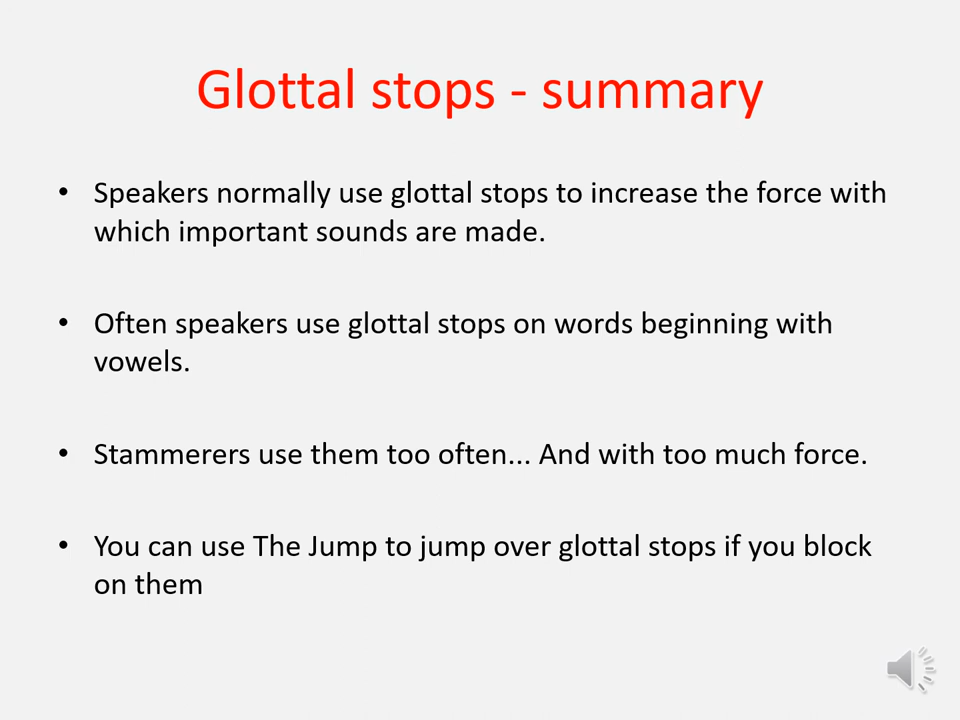 Glottal stops - summary
• Speakers normally use glottal stops to increase the force with
which important sounds are made.
• Often speakers use glottal stops on words beginning with
vowels.
• Stammerers use them too often... And with too much force.
• You can use The Jump to jump over glottal stops if you block
on them